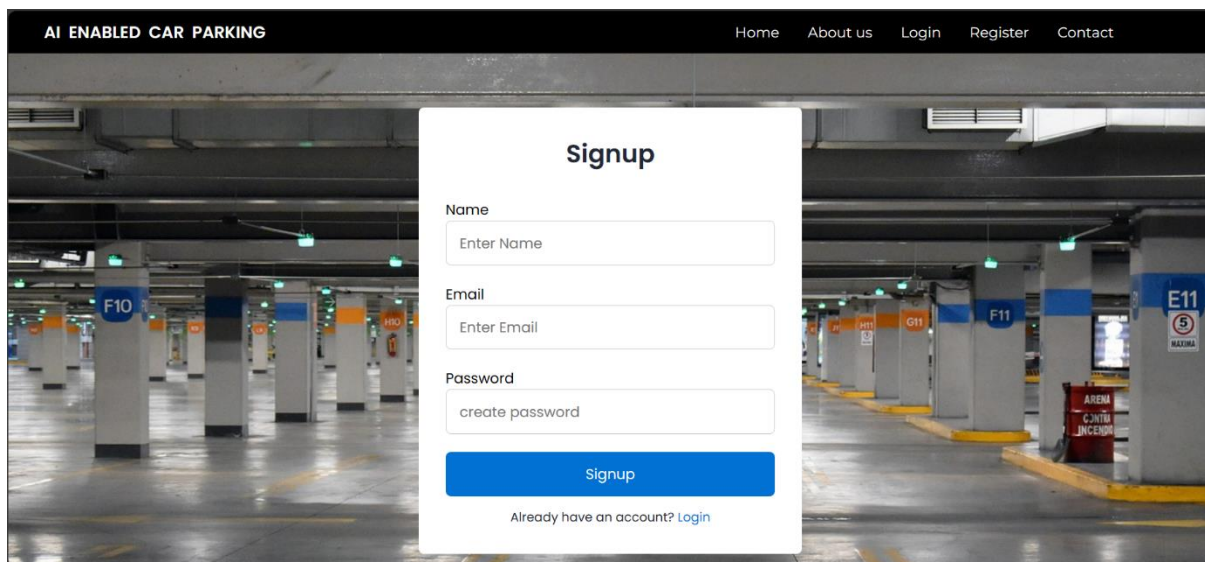 AI ENABLED CAR PARKING
Home About us Login Register Contact
Signup
Name
Enter Name
Email
Enter Email
Password
create password
Signup
Already have an account? Login
F10
H10
H11
G11
F11
E11
5
MAXIMA
ARENA
CONTRA
INCENDIO